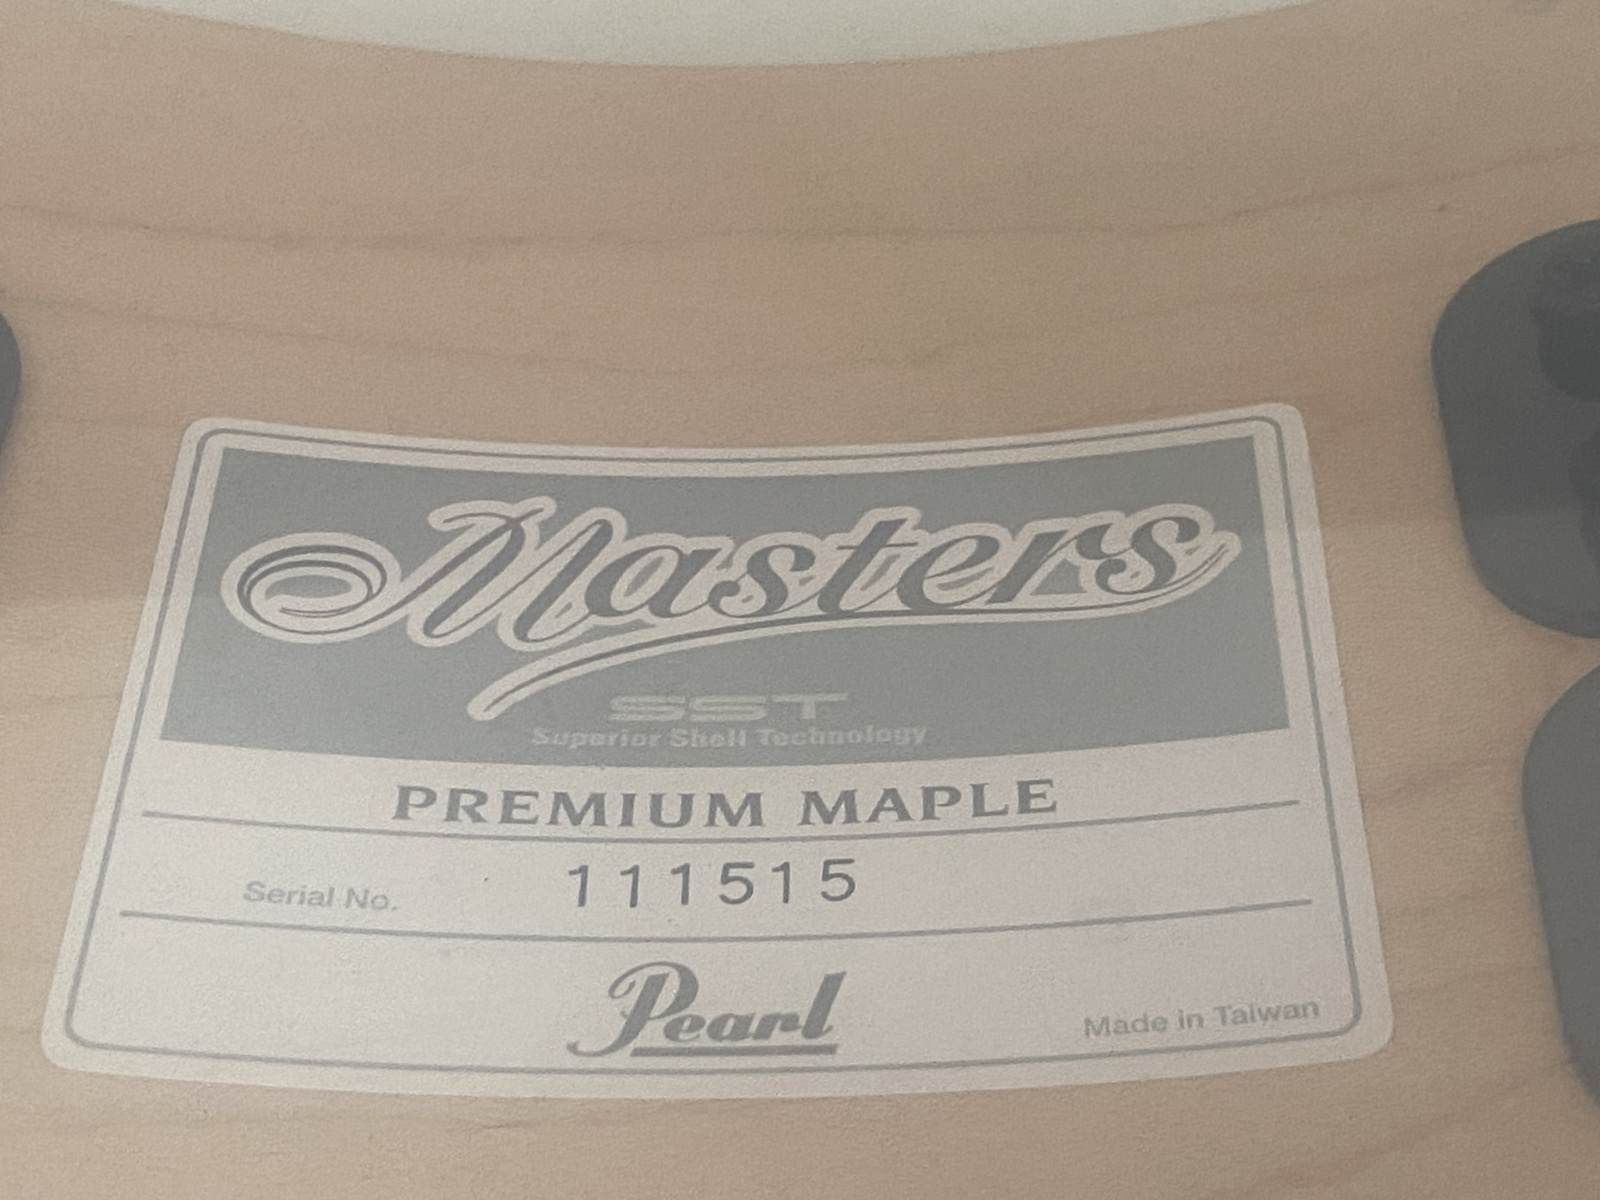 Masters
SST
Superior Shell Technology
PREMIUM MAPLE
Serial No. 111515
Pearl
Made in Taiwan